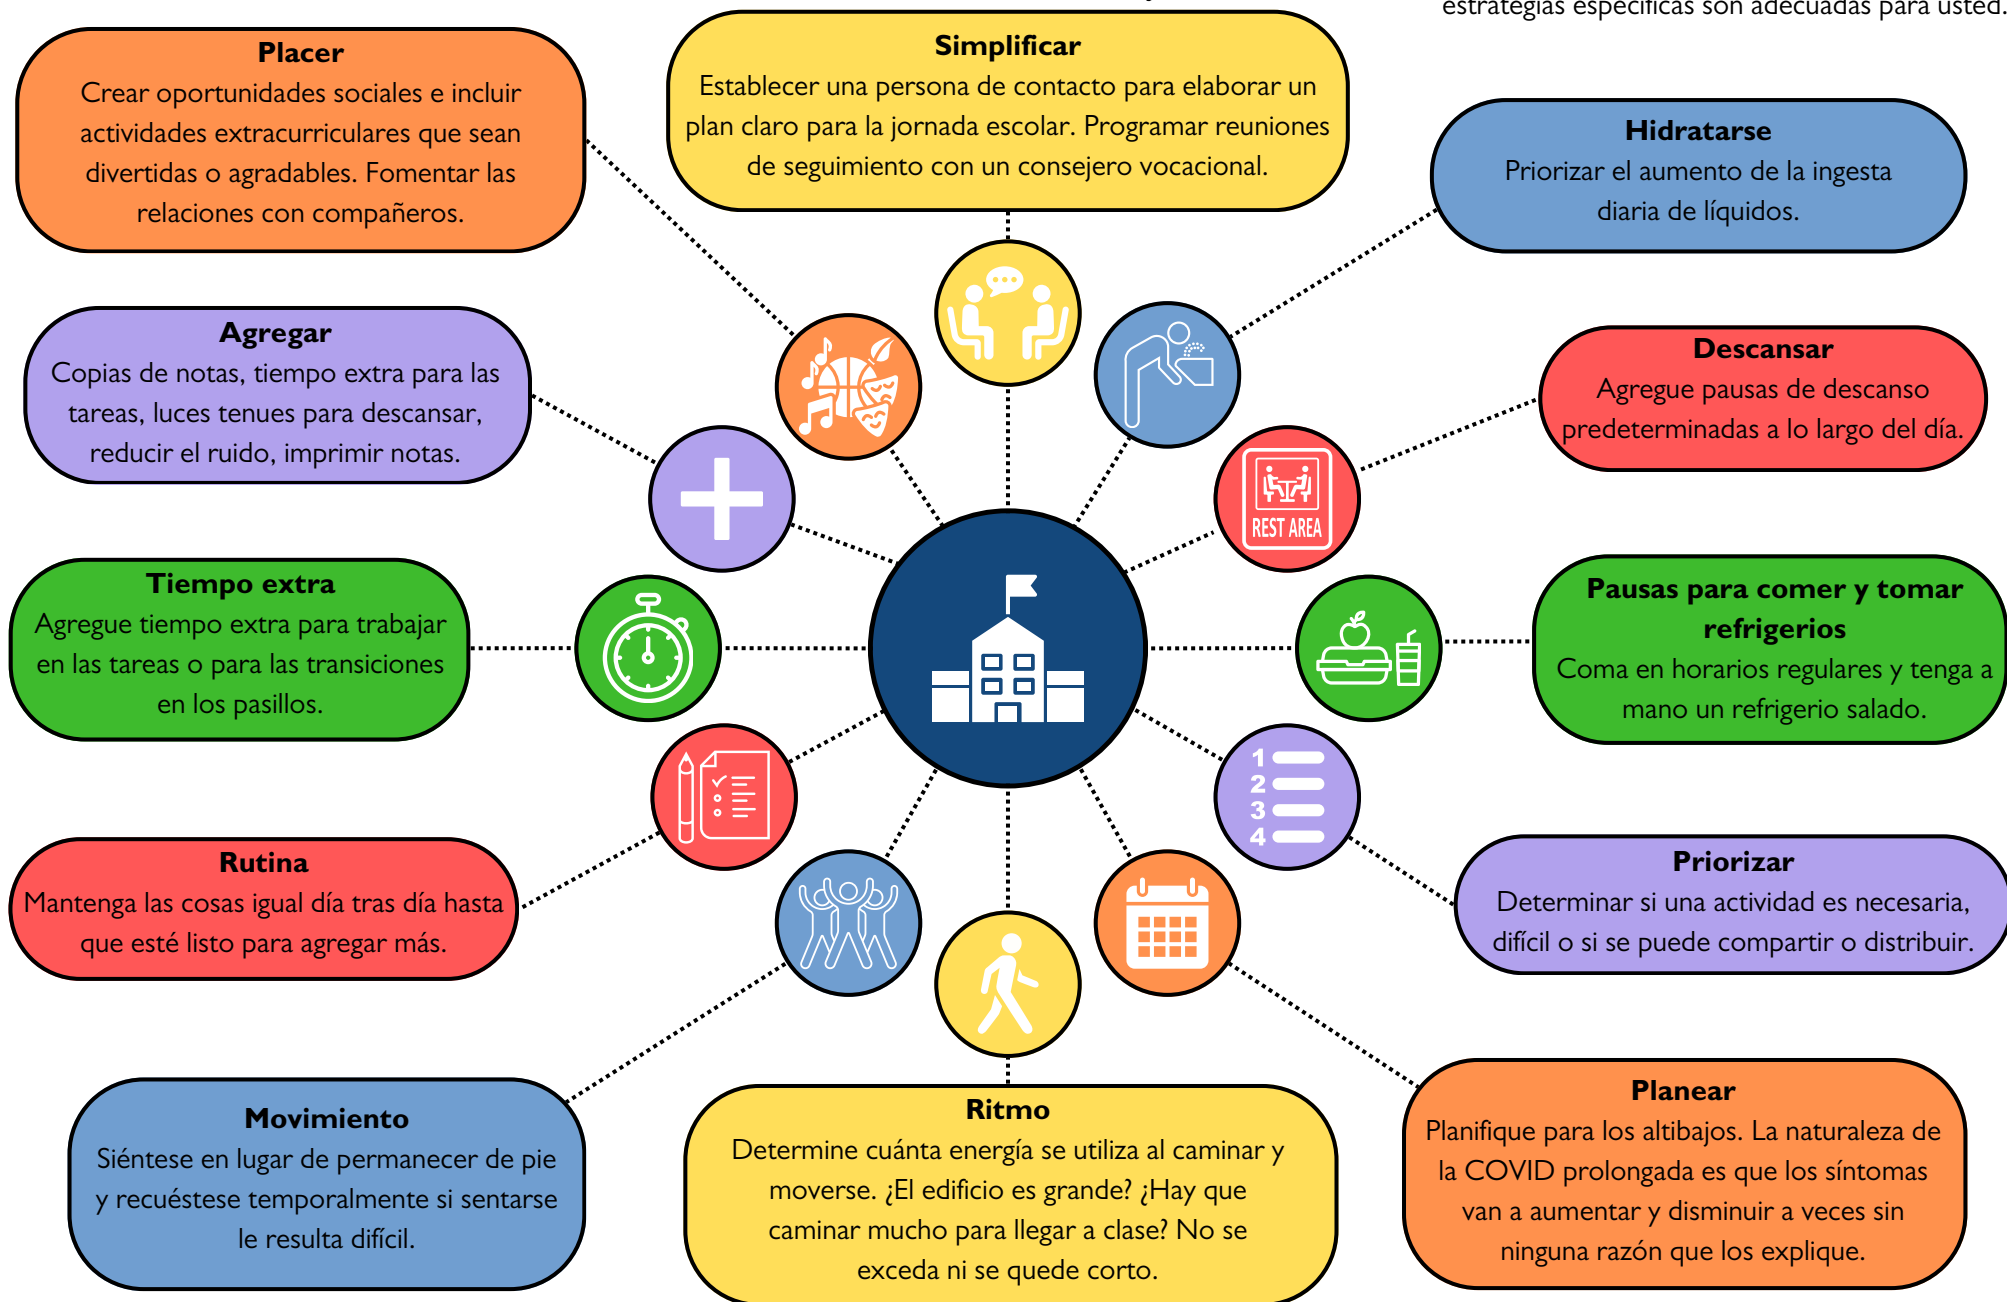 estrategias específicas son adecuadas para usted.
Placer
Crear oportunidades sociales e incluir
actividades extracurriculares que sean
divertidas o agradables. Fomentar las
relaciones con compañeros.
Simplificar
Establecer una persona de contacto para elaborar un
plan claro para la jornada escolar. Programar reuniones
de seguimiento con un consejero vocacional.
Hidratarse
Priorizar el aumento de la ingesta
diaria de líquidos.
Agregar
Copias de notas, tiempo extra para las
tareas, luces tenues para descansar,
reducir el ruido, imprimir notas.
Descansar
Agregue pausas de descanso
predeterminadas a lo largo del día.
REST AREA
Tiempo extra
Agregue tiempo extra para trabajar
en las tareas o para las transiciones
en los pasillos.
Pausas para comer y tomar
refrigerios
Coma en horarios regulares y tenga a
mano un refrigerio salado.
1
2
3
4
Rutina
Mantenga las cosas igual día tras día hasta
que esté listo para agregar más.
Priorizar
Determinar si una actividad es necesaria,
difícil o si se puede compartir o distribuir.
Movimiento
Siéntese en lugar de permanecer de pie
y recuéstese temporalmente si sentarse
le resulta difícil.
Ritmo
Determine cuánta energía se utiliza al caminar y
moverse. ¿El edificio es grande? ¿Hay que
caminar mucho para llegar a clase? No se
exceda ni se quede corto.
Planear
Planifique para los altibajos. La naturaleza de
la COVID prolongada es que los síntomas
van a aumentar y disminuir a veces sin
ninguna razón que los explique.